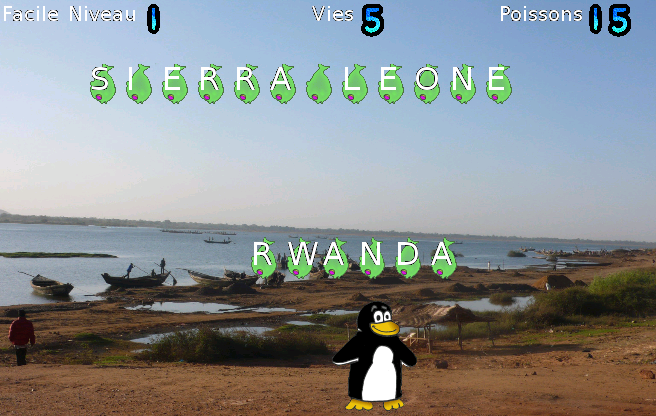 Facile Niveau 1 Vies 5 Poissons 15
SIERRA LEONE
RWANDA